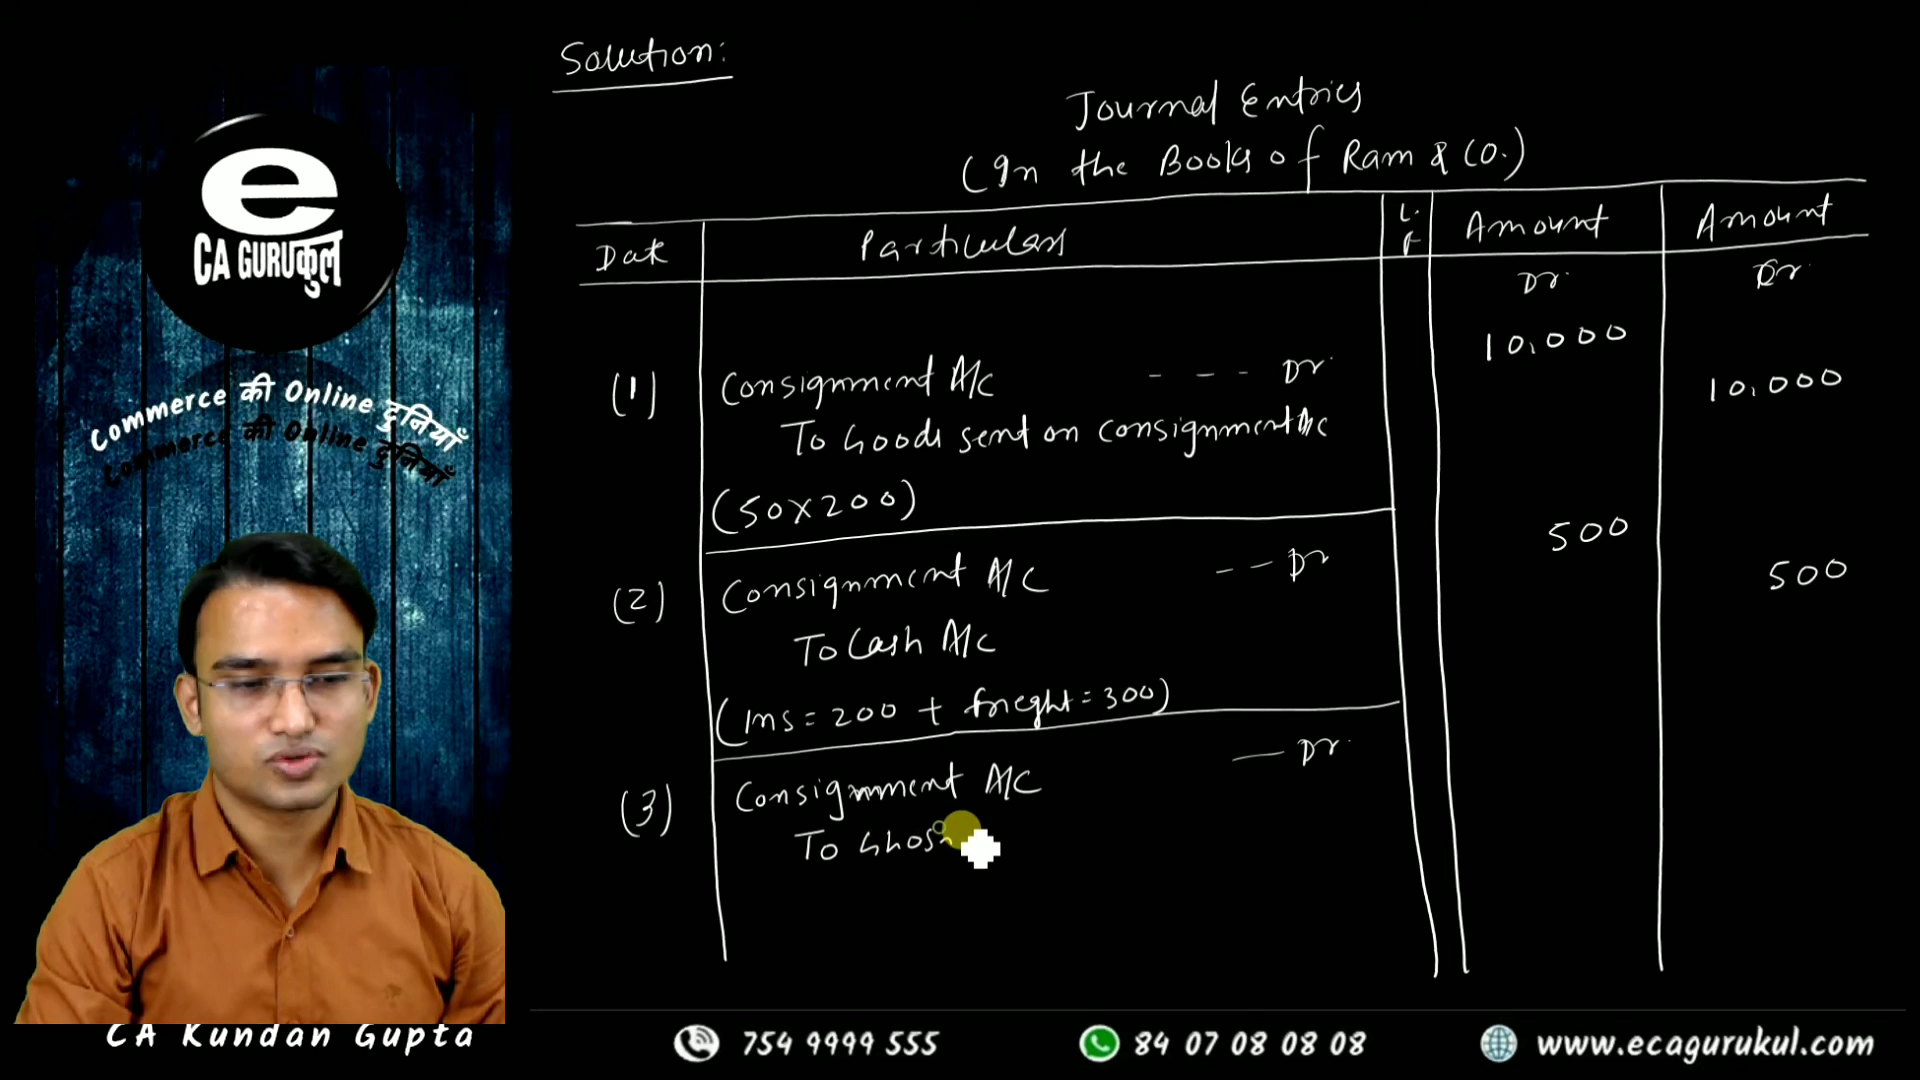 Solution:
Journal Entries
(In the Books of Ram & Co.)
Date Particulars L.F Amount Amount
Dr. Cr.
(1) Consignment A/c - - - Dr. 10,000
To Goods sent on consignment A/c 10,000
(50x200)
(2) Consignment A/c - - Dr 500
To Cash A/c 500
(Ins = 200 + freight = 300)
(3) Consignment A/c — Dr.
To Ghosh
e
CA GURUकुल
Commerce की Online दुनियाँ
CA Kundan Gupta
754 9999 555
84 07 08 08 08
www.ecagurukul.com